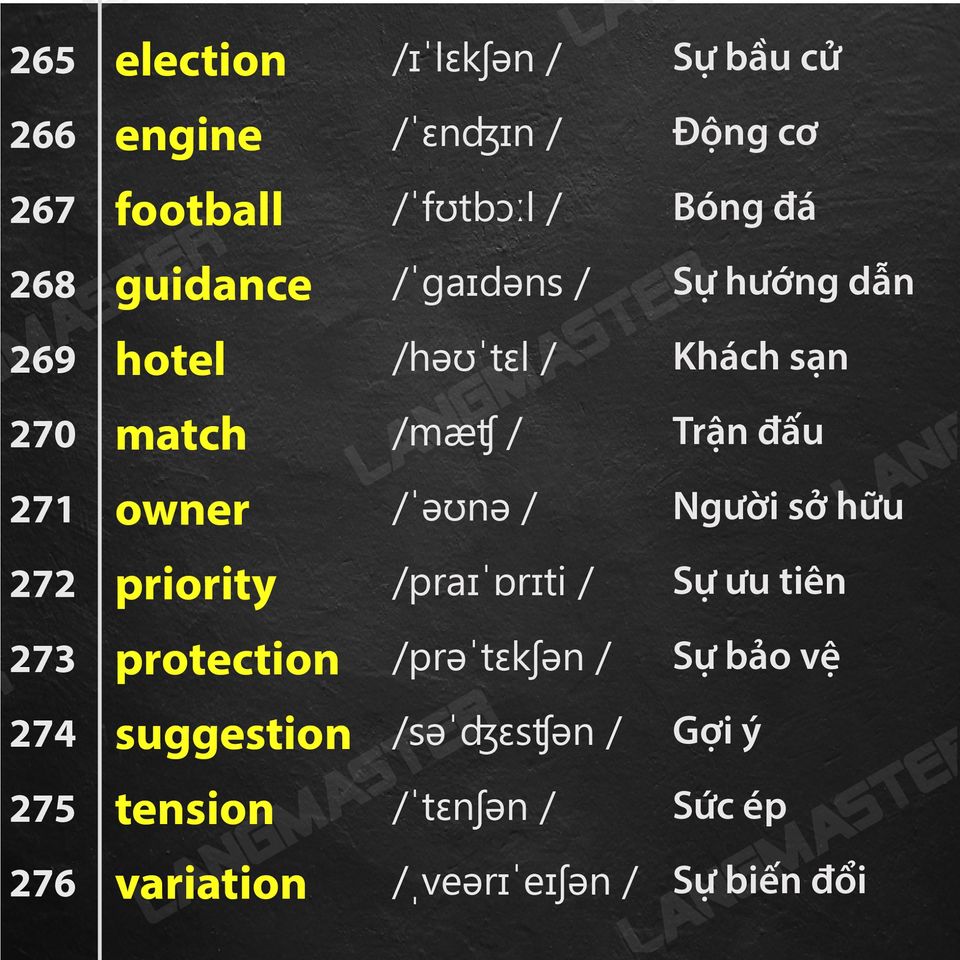 265 election /ɪˈlɛkʃən / Sự bầu cử
266 engine /ˈɛnʤɪn / Động cơ
267 football /ˈfʊtbɔːl / Bóng đá
268 guidance /ˈgaɪdəns / Sự hướng dẫn
269 hotel /həʊˈtɛl / Khách sạn
270 match /mæʧ / Trận đấu
271 owner /ˈəʊnə / Người sở hữu
272 priority /praɪˈɒrɪti / Sự ưu tiên
273 protection /prəˈtɛkʃən / Sự bảo vệ
274 suggestion /səˈʤɛsʧən / Gợi ý
275 tension /ˈtɛnʃən / Sức ép
276 variation /ˌveərɪˈeɪʃən / Sự biến đổi
LANGMASTER
LANGMASTER
LANGMASTER
LANGMASTER